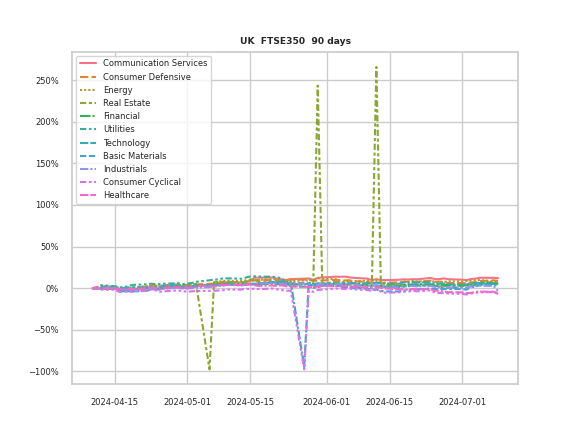 UK  FTSE350  90 days
Communication Services
Consumer Defensive
Energy
Real Estate
Financial
Utilities
Technology
Basic Materials
Industrials
Consumer Cyclical
Healthcare
250%
200%
150%
100%
50%
0%
−50%
−100%
2024-04-15 2024-05-01 2024-05-15 2024-06-01 2024-06-15 2024-07-01